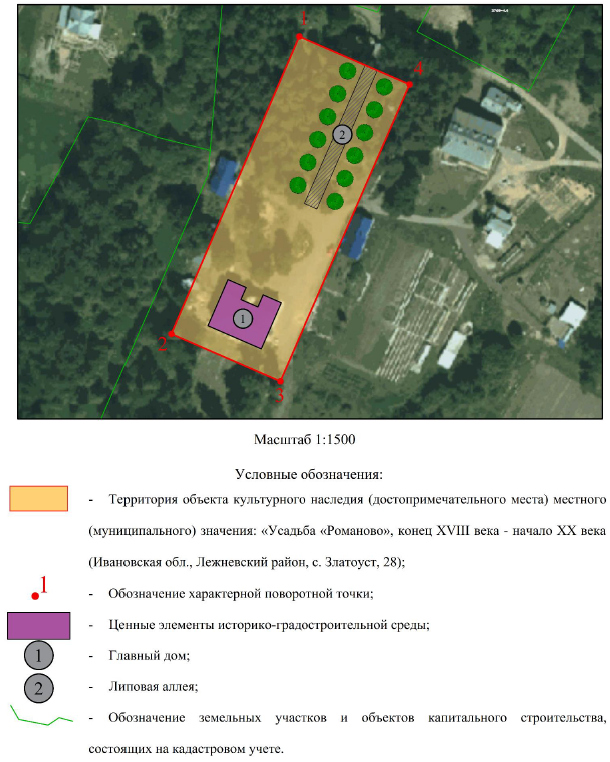 1
4
2
1
2
3
Масштаб 1:1500
Условные обозначения:
- Территория объекта культурного наследия (достопримечательного места) местного
(муниципального) значения: «Усадьба «Романово», конец XVIII века - начало XX века
(Ивановская обл., Лежневский район, с. Златоуст, 28);
1
- Обозначение характерной поворотной точки;
- Ценные элементы историко-градостроительной среды;
1 - Главный дом;
2 - Липовая аллея;
- Обозначение земельных участков и объектов капитального строительства,
состоящих на кадастровом учете.